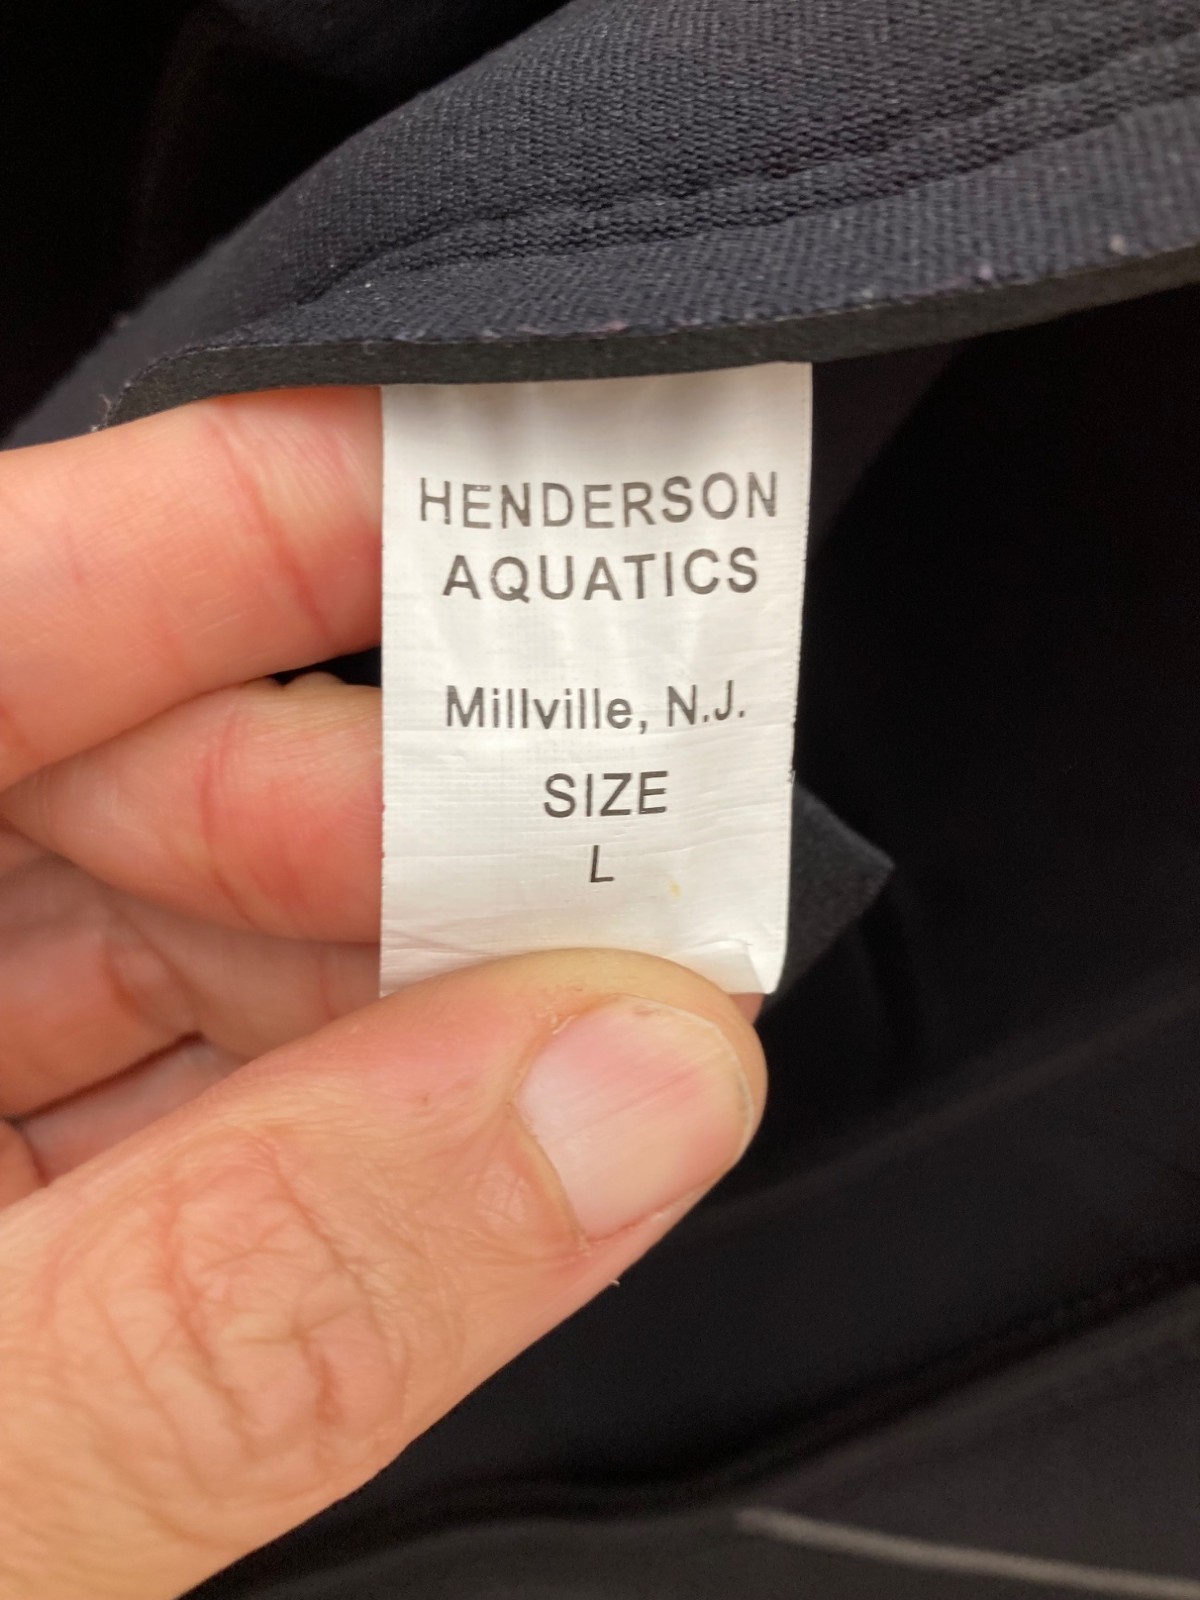 HENDERSON
AQUATICS
Millville, N.J.
SIZE
L